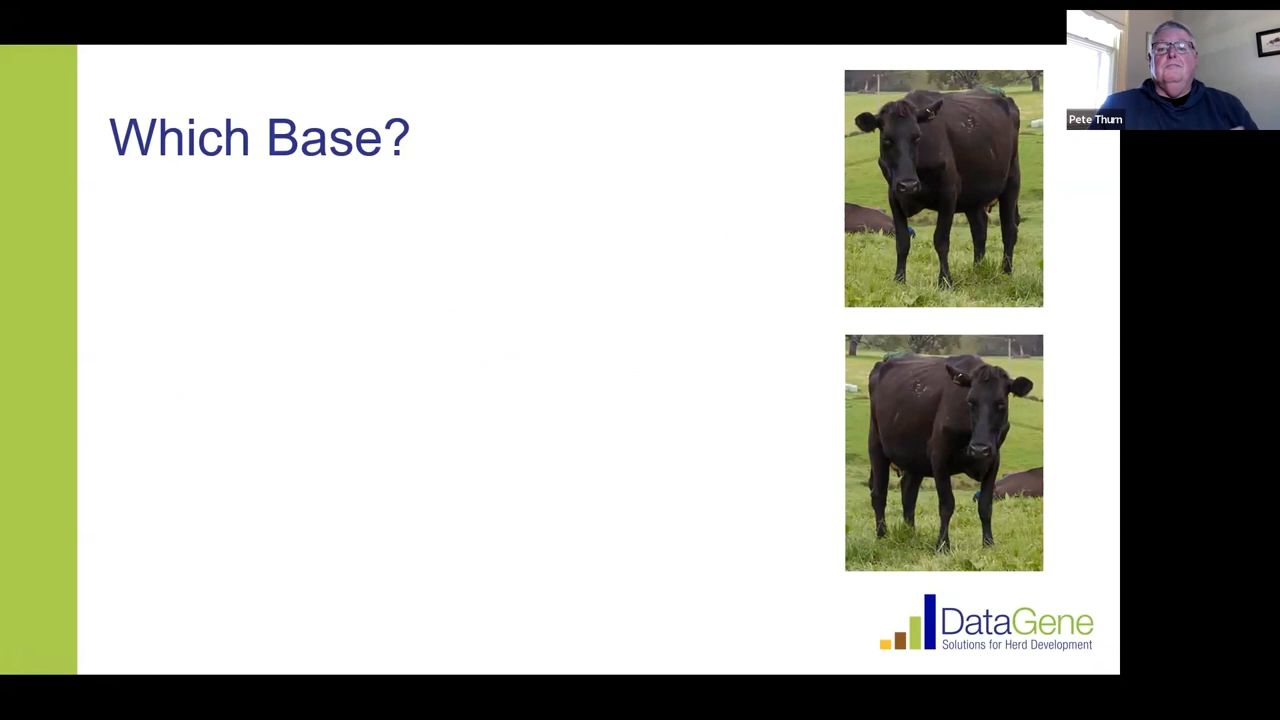 Which Base?
Pete Thurn
DataGene
Solutions for Herd Development